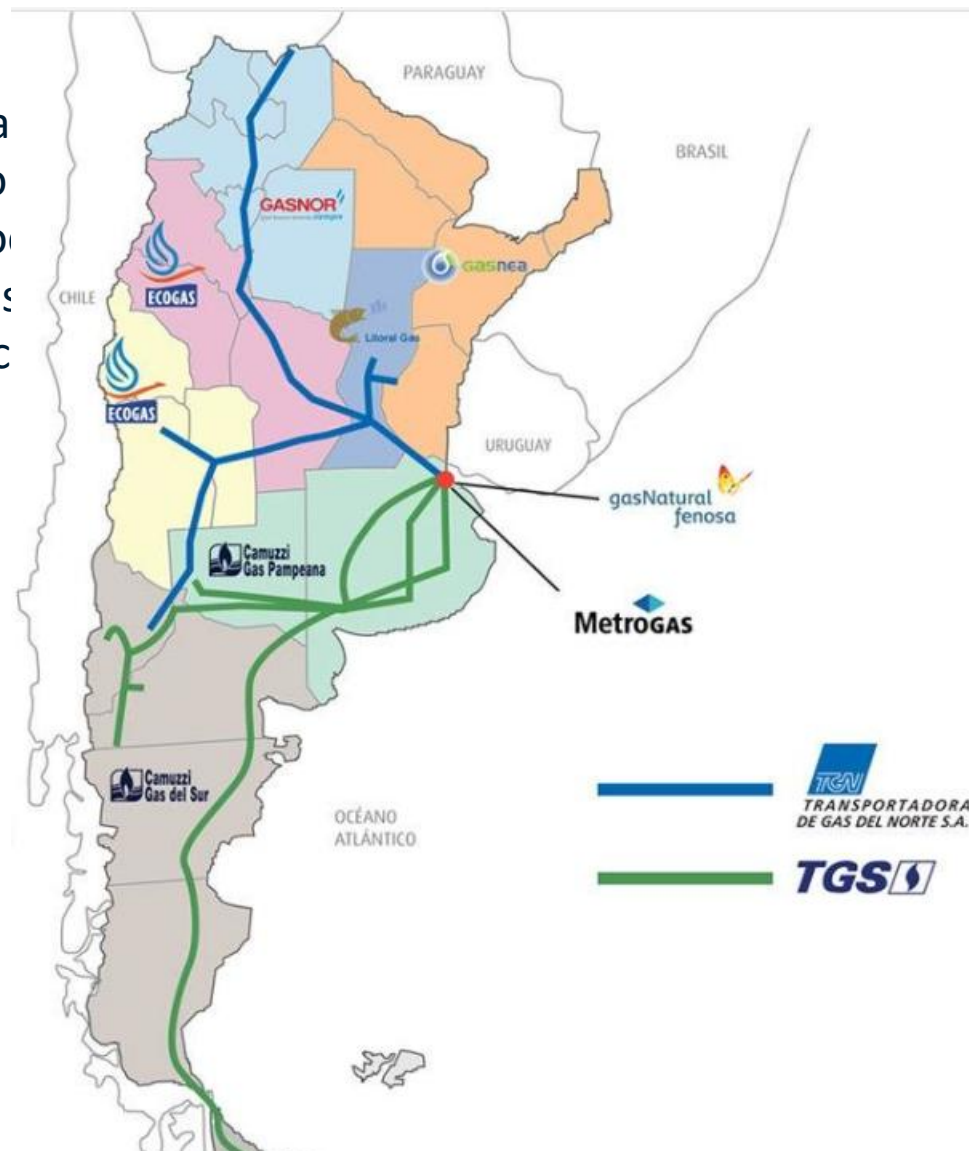 PARAGUAY
a
BRASIL
o
GASNOR
gasnea
s
CHILE
ECOGAS
Litoral Gas
c
ECOGAS
URUGUAY
gasNatural
fenosa
Camuzzi
Gas Pampeana
MetroGAS
Camuzzi
Gas del Sur
TGN
TRANSPORTADORA
DE GAS DEL NORTE S.A.
OCÉANO
ATLÁNTICO
TGS